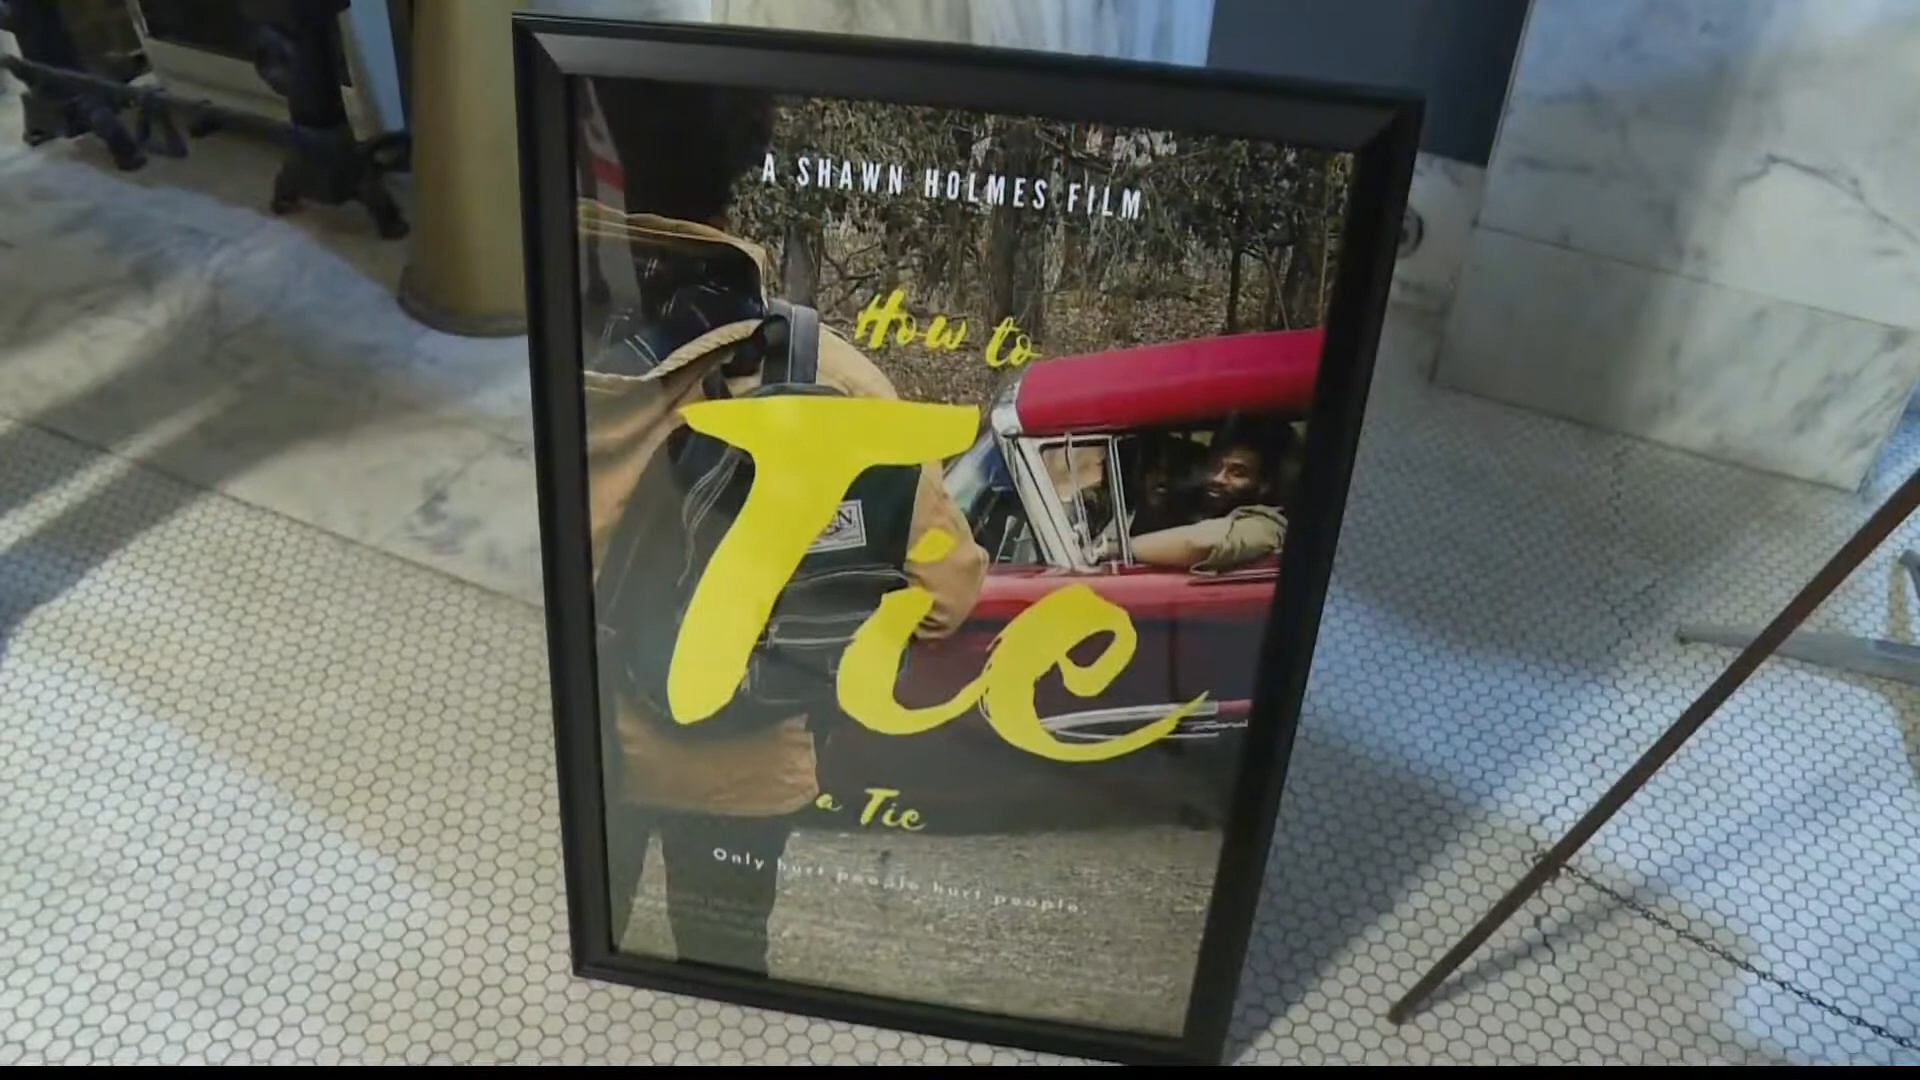 A SHAWN HOLMES FILM
How to
Tie
a Tie
Only hurt people hurt people.